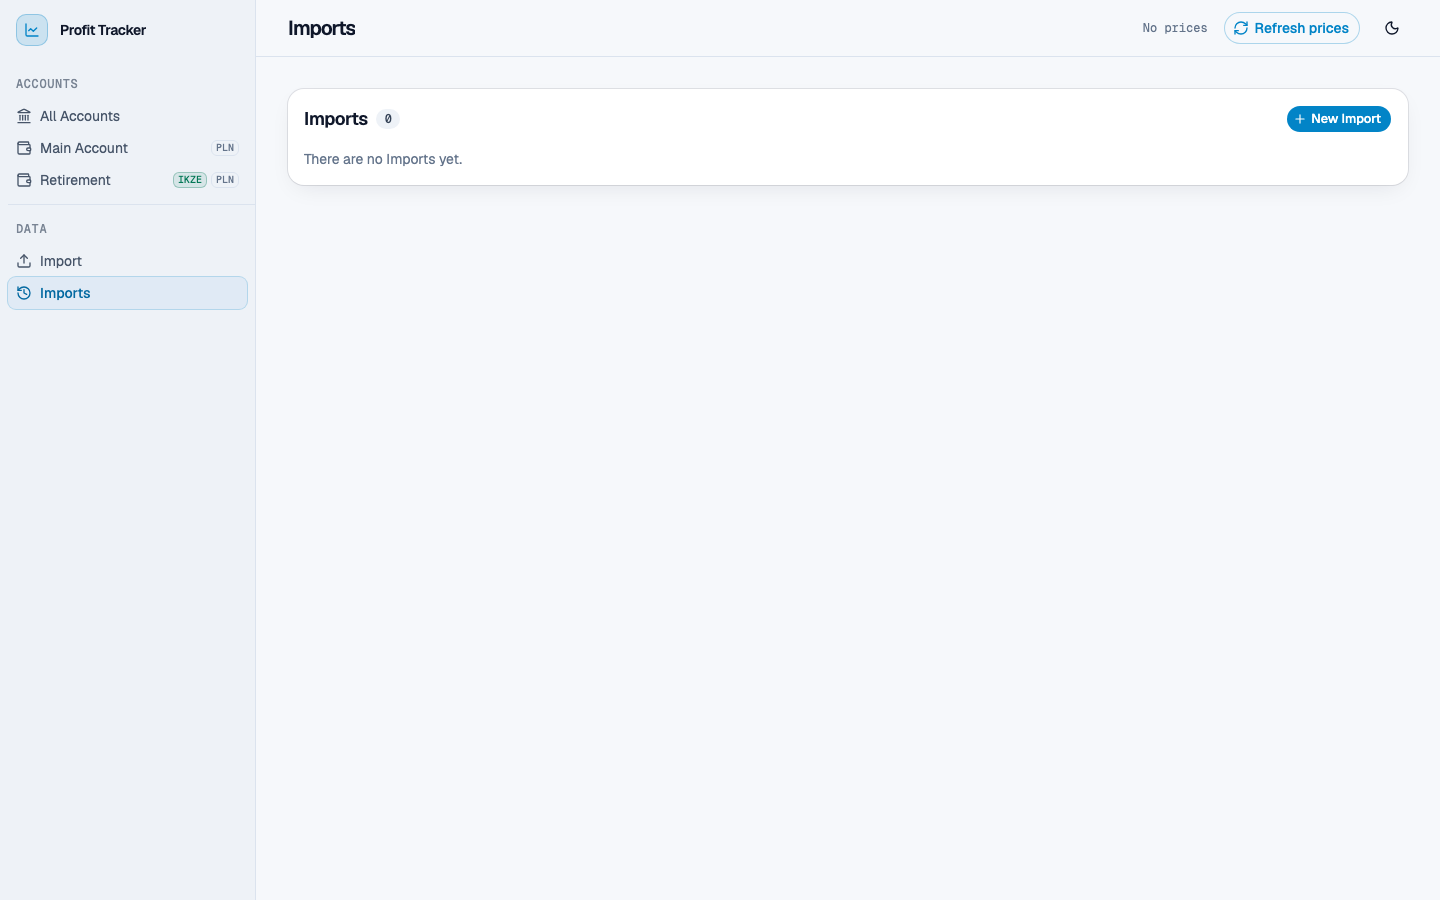 Profit Tracker
Imports
No prices
Refresh prices
ACCOUNTS
All Accounts
Main Account PLN
Retirement IKZE PLN
DATA
Import
Imports
Imports 0
New Import
There are no Imports yet.